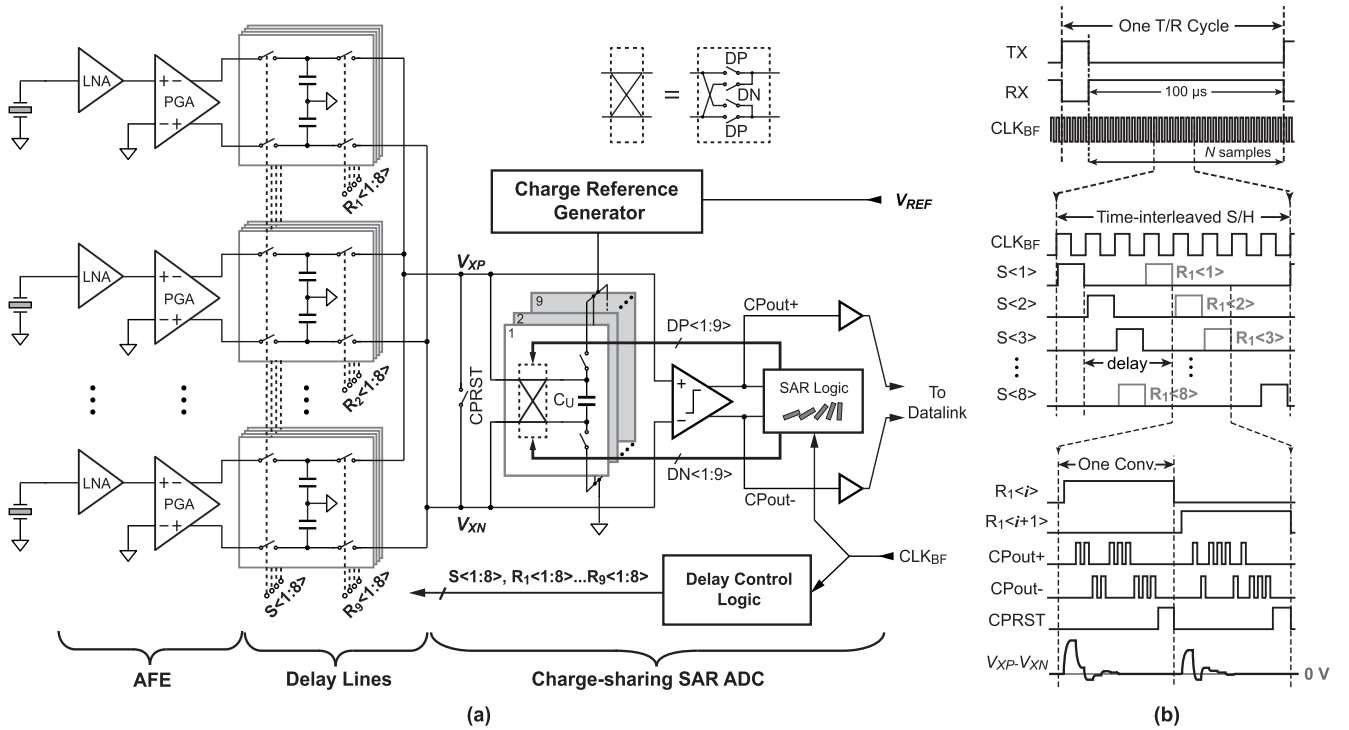 LNA
+ −
PGA
− +
R1<1:8>
LNA
+ −
PGA
− +
R2<1:8>
LNA
+ −
PGA
− +
S<1:8>
R9<1:8>
DP
DN
DP
=
Charge Reference
Generator
VREF
VXP
VXN
CPRST
9
2
1
CU
DP<1:9>
DN<1:9>
+
−
CPout+
CPout-
SAR Logic
To
Datalink
CLKBF
S<1:8>, R1<1:8>...R9<1:8>
Delay Control
Logic
AFE
Delay Lines
Charge-sharing SAR ADC
(a)
One T/R Cycle
TX
RX
100 µs
CLKBF
N samples
Time-interleaved S/H
CLKBF
S<1>
R1<1>
S<2>
R1<2>
S<3>
R1<3>
delay
S<8>
R1<8>
One Conv.
R1<i>
R1<i+1>
CPout+
CPout-
CPRST
VXP-VXN
0 V
(b)